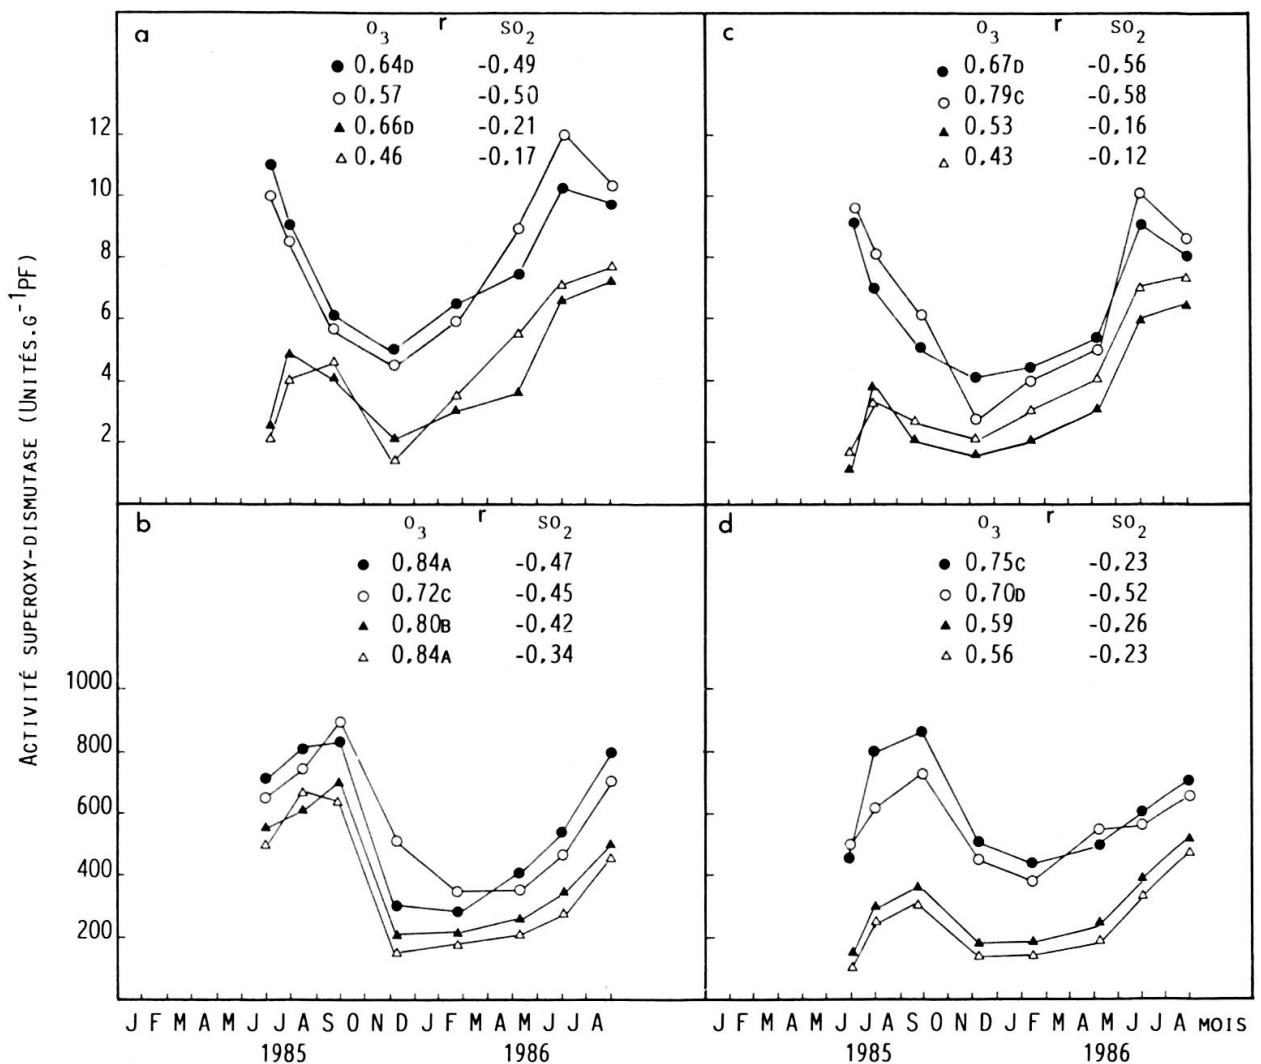 ACTIVITÉ SUPEROXY-DISMUTASE (UNITÉS.G⁻¹PF)
a
O₃ r SO₂
● 0,64D -0,49
○ 0,57 -0,50
▲ 0,66D -0,21
△ 0,46 -0,17
12
10
8
6
4
2
c
O₃ r SO₂
● 0,67D -0,56
○ 0,79C -0,58
▲ 0,53 -0,16
△ 0,43 -0,12
b
O₃ r SO₂
● 0,84A -0,47
○ 0,72C -0,45
▲ 0,80B -0,42
△ 0,84A -0,34
1000
800
600
400
200
d
O₃ r SO₂
● 0,75C -0,23
○ 0,70D -0,52
▲ 0,59 -0,26
△ 0,56 -0,23
J F M A M J J A S O N D J F M A M J J A
1985 1986
J F M A M J J A S O N D J F M A M J J A MOIS
1985 1986